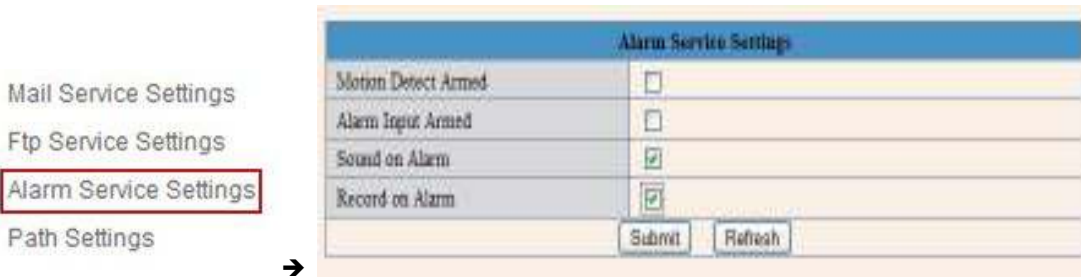 Mail Service Settings
Ftp Service Settings
Alarm Service Settings
Path Settings
➔
Alarm Service Settings
Motion Detect Armed
Alarm Input Armed
Sound on Alarm
Record on Alarm
Submit Refresh